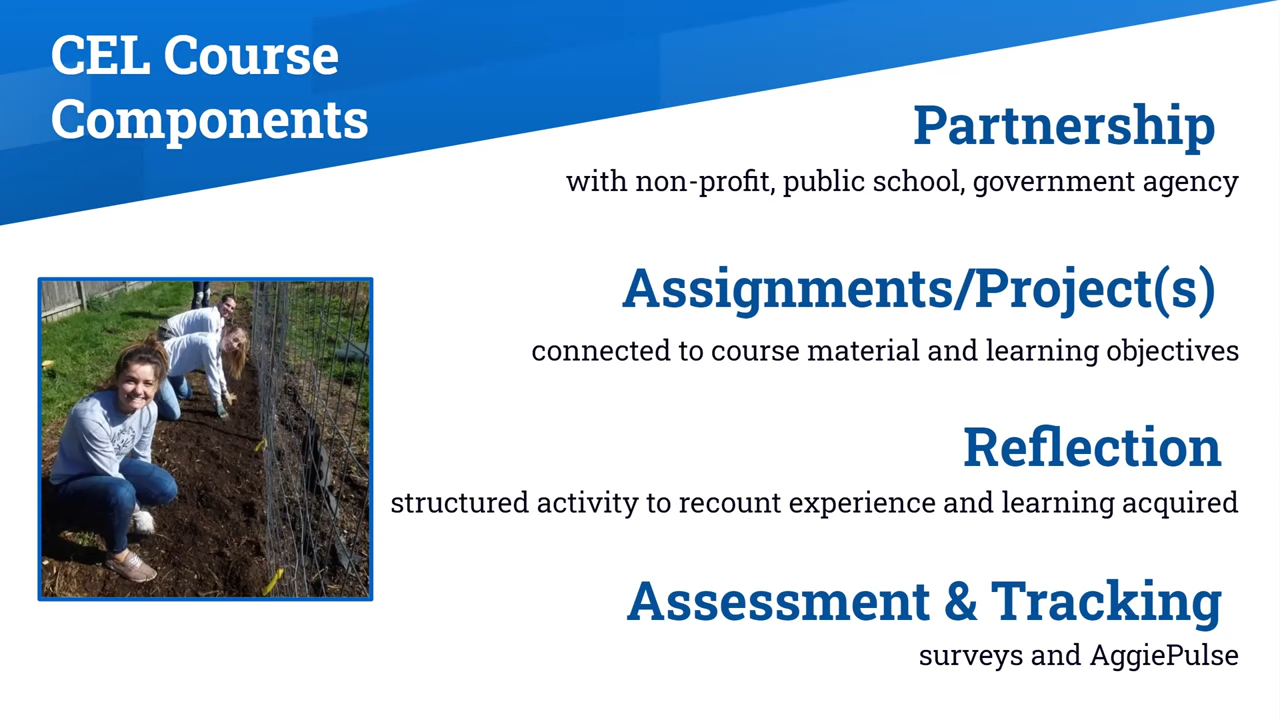 CEL Course
Components
Partnership
with non-profit, public school, government agency
Assignments/Project(s)
connected to course material and learning objectives
Reflection
structured activity to recount experience and learning acquired
Assessment & Tracking
surveys and AggiePulse